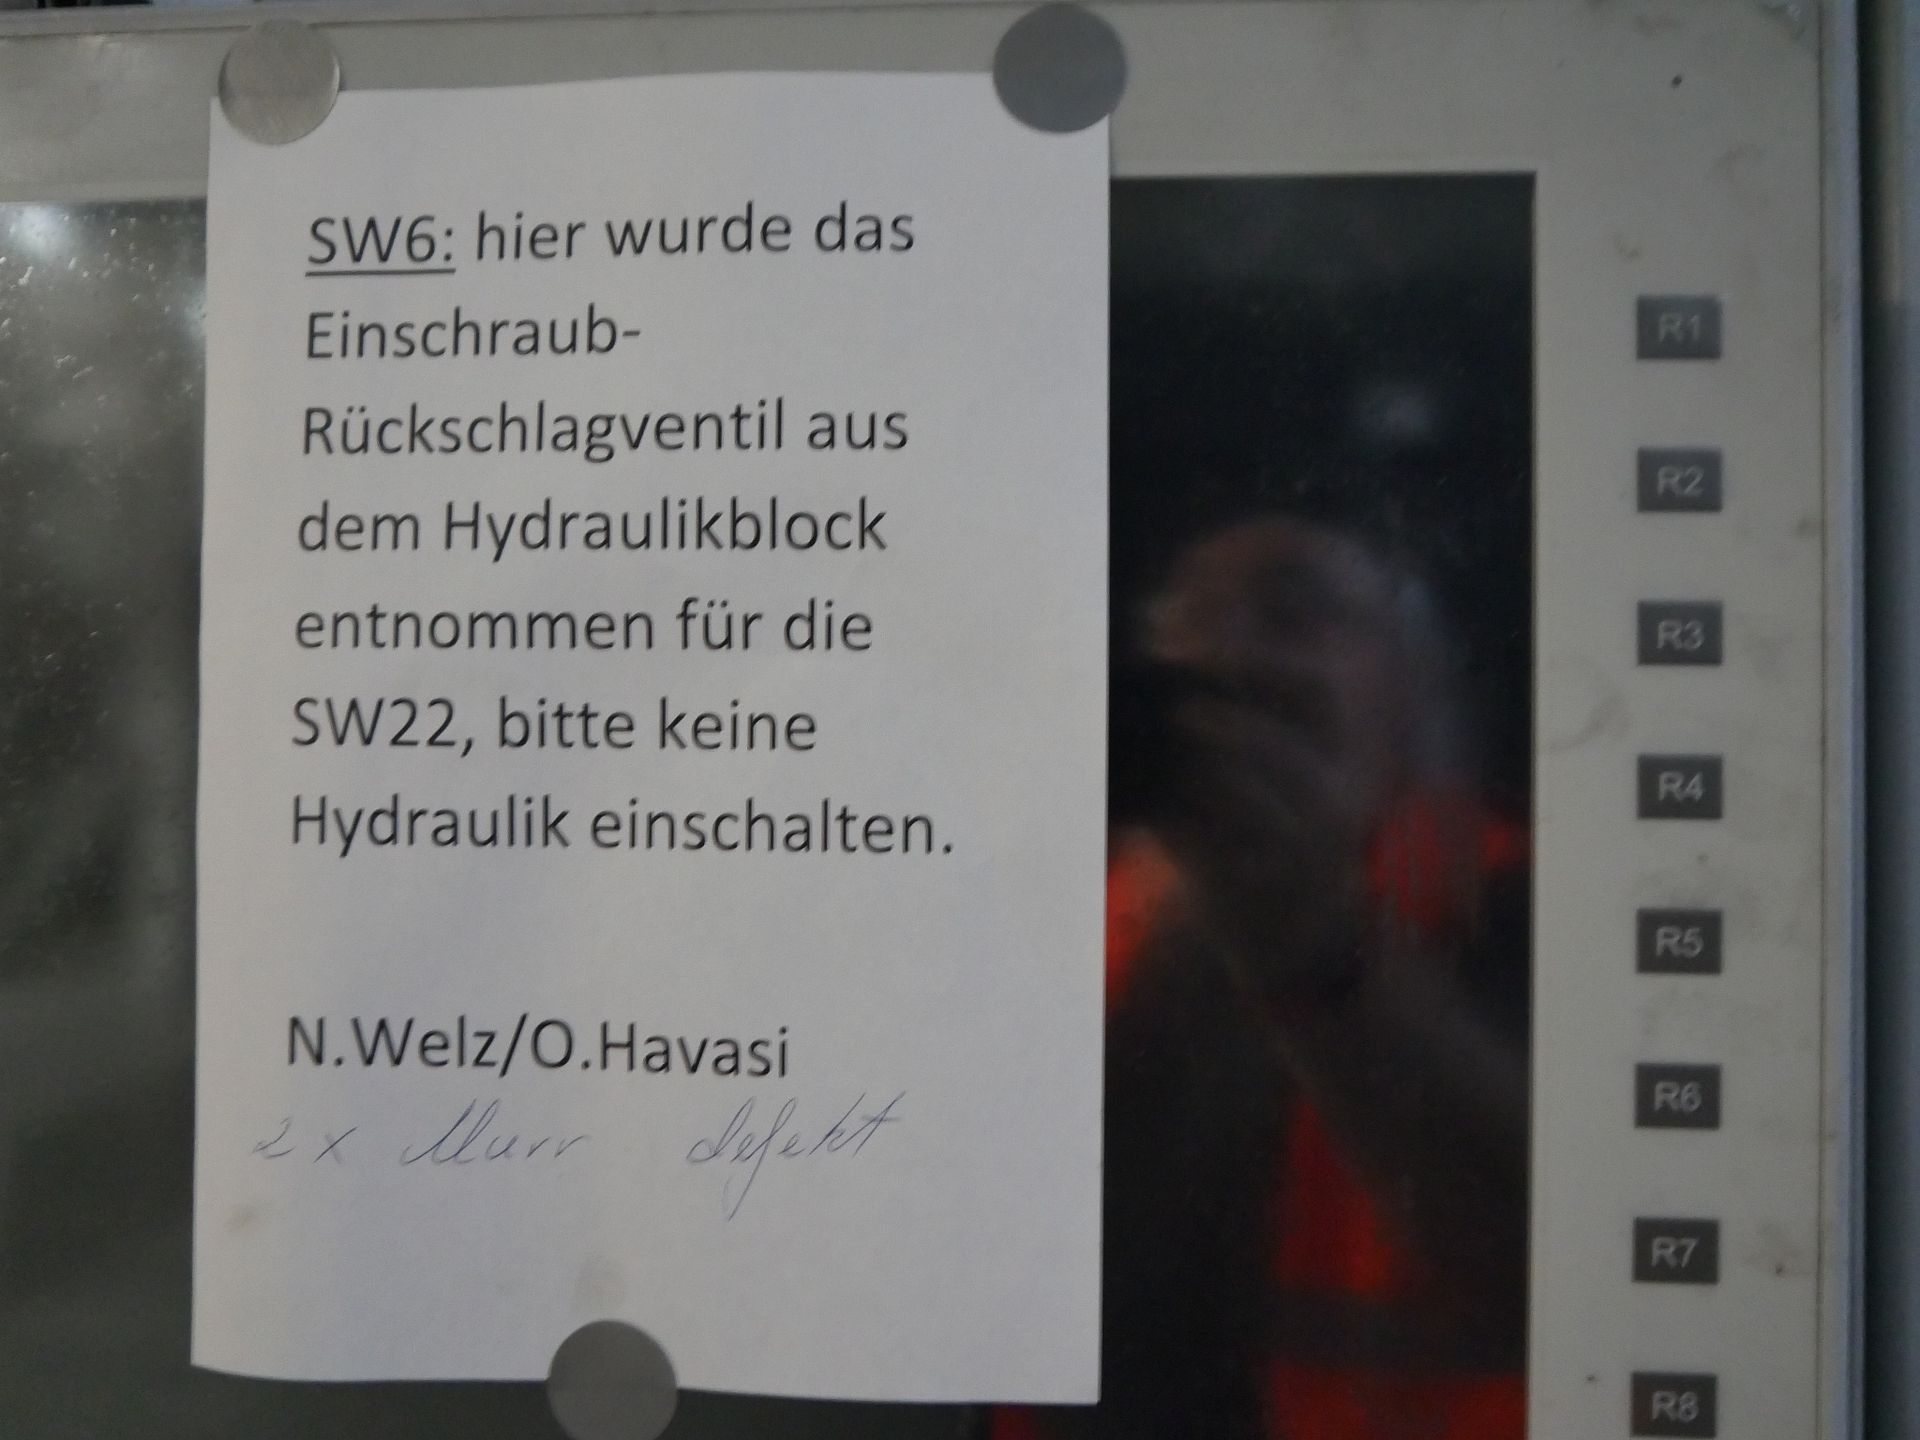 SW6: hier wurde das
Einschraub-
Rückschlagventil aus
dem Hydraulikblock
entnommen für die
SW22, bitte keine
Hydraulik einschalten.
N.Welz/O.Havasi
2x Murr defekt
R1
R2
R3
R4
R5
R6
R7
R8